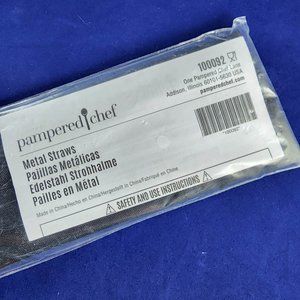 pampered chef
100092
One Pampered Chef Lane
Addison, Illinois 60101-5630 USA
pamperedchef.com
*100092*
Metal Straws
Pajillas Metálicas
Edelstahl Strohhalme
Pailles en Métal
Made in China/Hecho en China/Hergestellt in China/Fabriqué en Chine
SAFETY AND USE INSTRUCTIONS